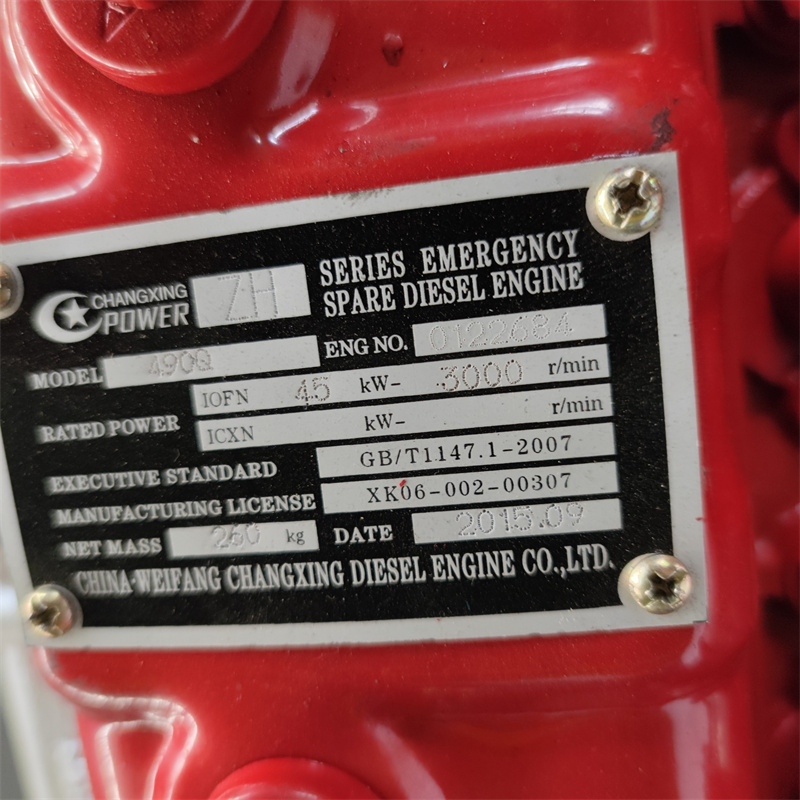 CHANGXING
POWER
ZH
SERIES EMERGENCY
SPARE DIESEL ENGINE
MODEL 490Q ENG NO. 0122684
RATED POWER
IOFN 45 kW- 3000 r/min
ICXN kW- r/min
EXECUTIVE STANDARD GB/T1147.1-2007
MANUFACTURING LICENSE XK06-002-00307
NET MASS 260 kg DATE 2015.09
CHINA-WEIFANG CHANGXING DIESEL ENGINE CO.,LTD.